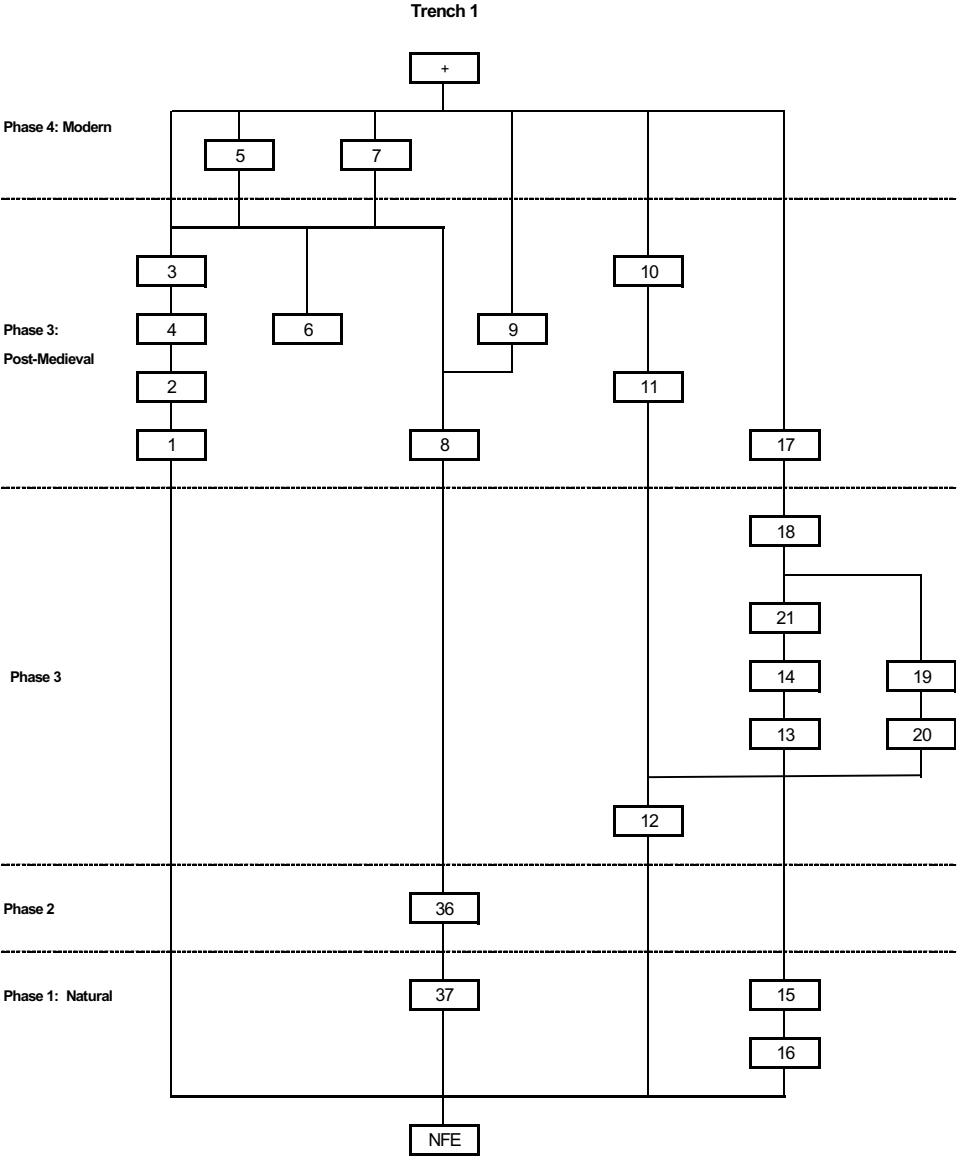 Trench 1
+
Phase 4: Modern
5 7
3 10
Phase 3: 4 6 9
Post-Medieval
2 11
1 8 17
18
21
Phase 3 14 19
13 20
12
Phase 2 36
Phase 1: Natural 37 15
16
NFE